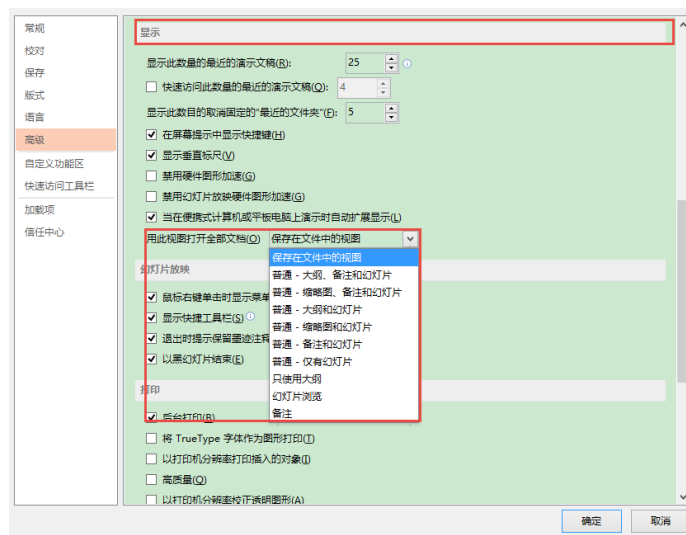 常规
校对
保存
版式
语言
高级
自定义功能区
快速访问工具栏
加载项
信任中心
显示
显示此数量的最近的演示文稿(R): 25
快速访问此数量的最近的演示文稿(Q): 4
显示此数目的取消固定的"最近的文件夹"(F): 5
在屏幕提示中显示快捷键(H)
显示垂直标尺(V)
禁用硬件图形加速(G)
禁用幻灯片放映硬件图形加速(G)
当在便携式计算机或平板电脑上演示时自动扩展显示(L)
用此视图打开全部文档(O) 保存在文件中的视图
保存在文件中的视图
普通 - 大纲、备注和幻灯片
普通 - 缩略图、备注和幻灯片
普通 - 大纲和幻灯片
普通 - 缩略图和幻灯片
普通 - 备注和幻灯片
普通 - 仅有幻灯片
只使用大纲
幻灯片浏览
备注
幻灯片放映
鼠标右键单击时显示菜单
显示快捷工具栏(S)
退出时提示保留墨迹注释
以黑幻灯片结束(E)
打印
后台打印(B)
将 TrueType 字体作为图形打印(T)
以打印机分辨率打印插入的对象(I)
高质量(Q)
以打印机分辨率校正透明图形(A)
确定
取消